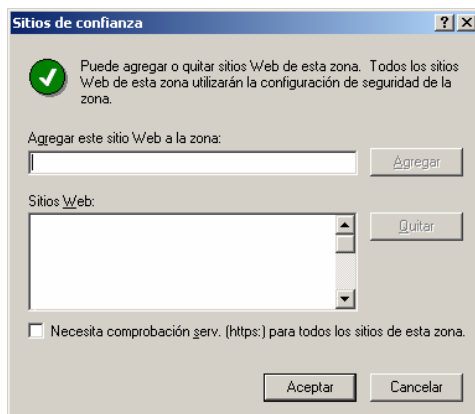 Sitios de confianza
Puede agregar o quitar sitios Web de esta zona. Todos los sitios
Web de esta zona utilizarán la configuración de seguridad de la
zona.
Agregar este sitio Web a la zona:
Agregar
Sitios Web:
Quitar
Necesita comprobación serv. (https:) para todos los sitios de esta zona.
Aceptar
Cancelar